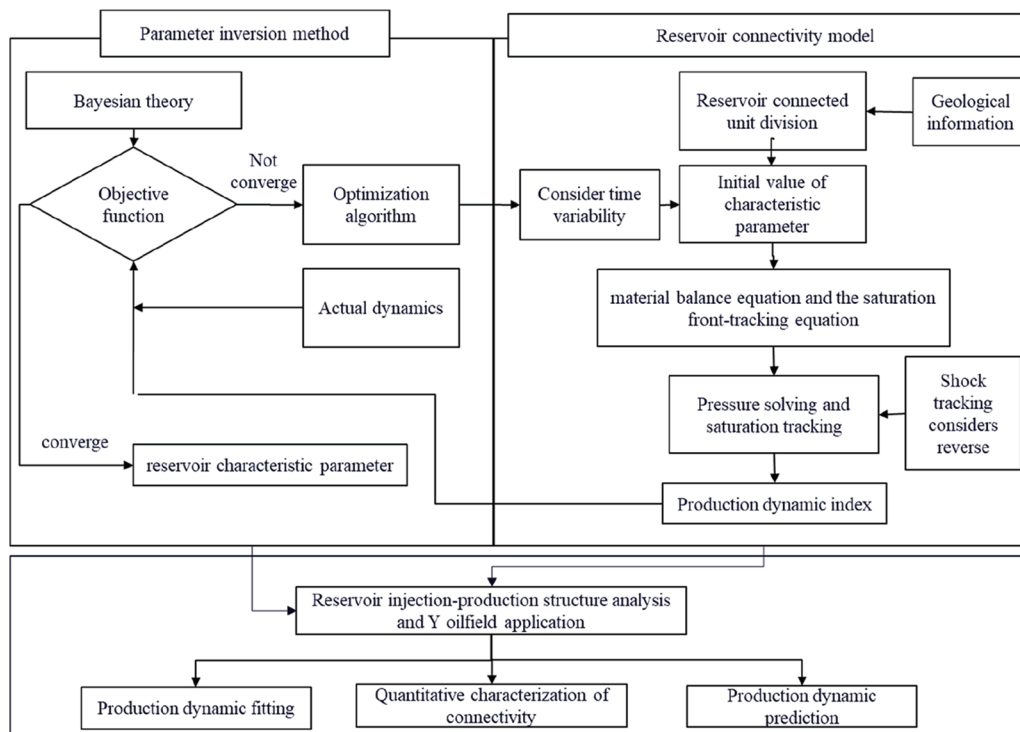 Parameter inversion method
Reservoir connectivity model
Bayesian theory
Objective
function
Not
converge
Optimization
algorithm
Actual dynamics
converge
reservoir characteristic parameter
Reservoir connected
unit division
Geological
information
Consider time
variability
Initial value of
characteristic
parameter
material balance equation and the saturation
front-tracking equation
Pressure solving and
saturation tracking
Shock
tracking
considers
reverse
Production dynamic index
Reservoir injection-production structure analysis
and Y oilfield application
Production dynamic fitting
Quantitative characterization of
connectivity
Production dynamic
prediction